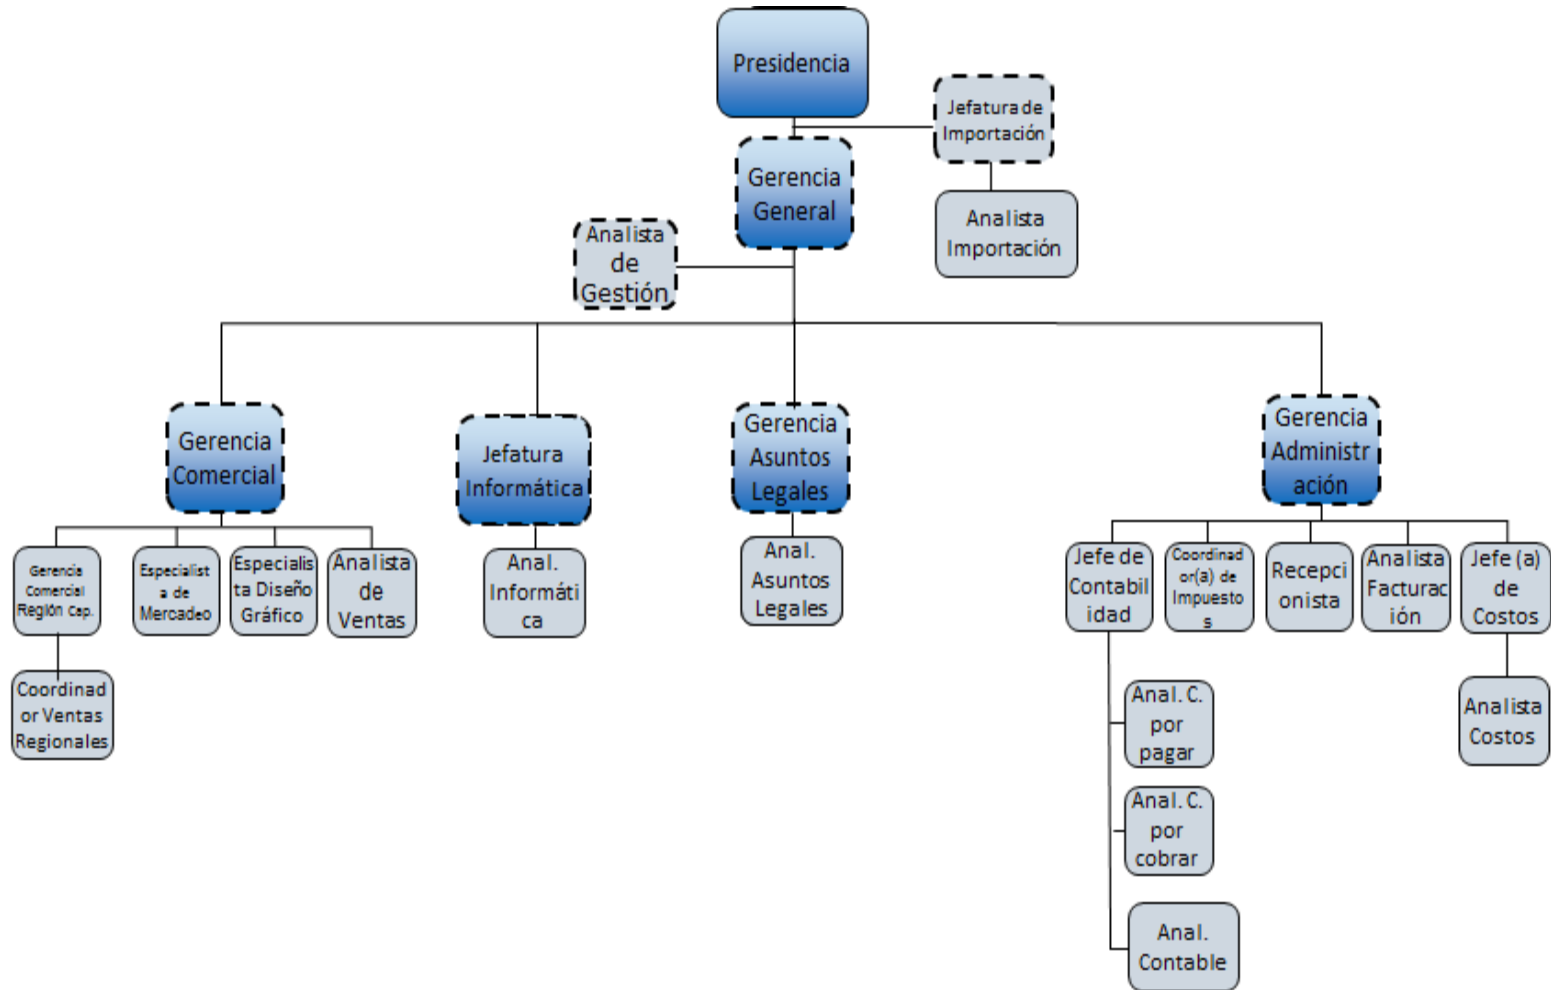 Presidencia
Jefatura de
Importación
Gerencia
General
Analista
Importación
Analista
de
Gestión
Gerencia
Comercial
Jefatura
Informática
Gerencia
Asuntos
Legales
Gerencia
Administr
ación
Gerencia
Comercial
Región Cap.
Especialist
a de
Mercadeo
Especialis
ta Diseño
Gráfico
Analista
de
Ventas
Anal.
Informáti
ca
Anal.
Asuntos
Legales
Jefe de
Contabil
idad
Coordinad
or(a) de
Impuesto
s
Recepci
onista
Analista
Facturac
ión
Jefe (a)
de
Costos
Coordinad
or Ventas
Regionales
Anal. C.
por
pagar
Analista
Costos
Anal. C.
por
cobrar
Anal.
Contable